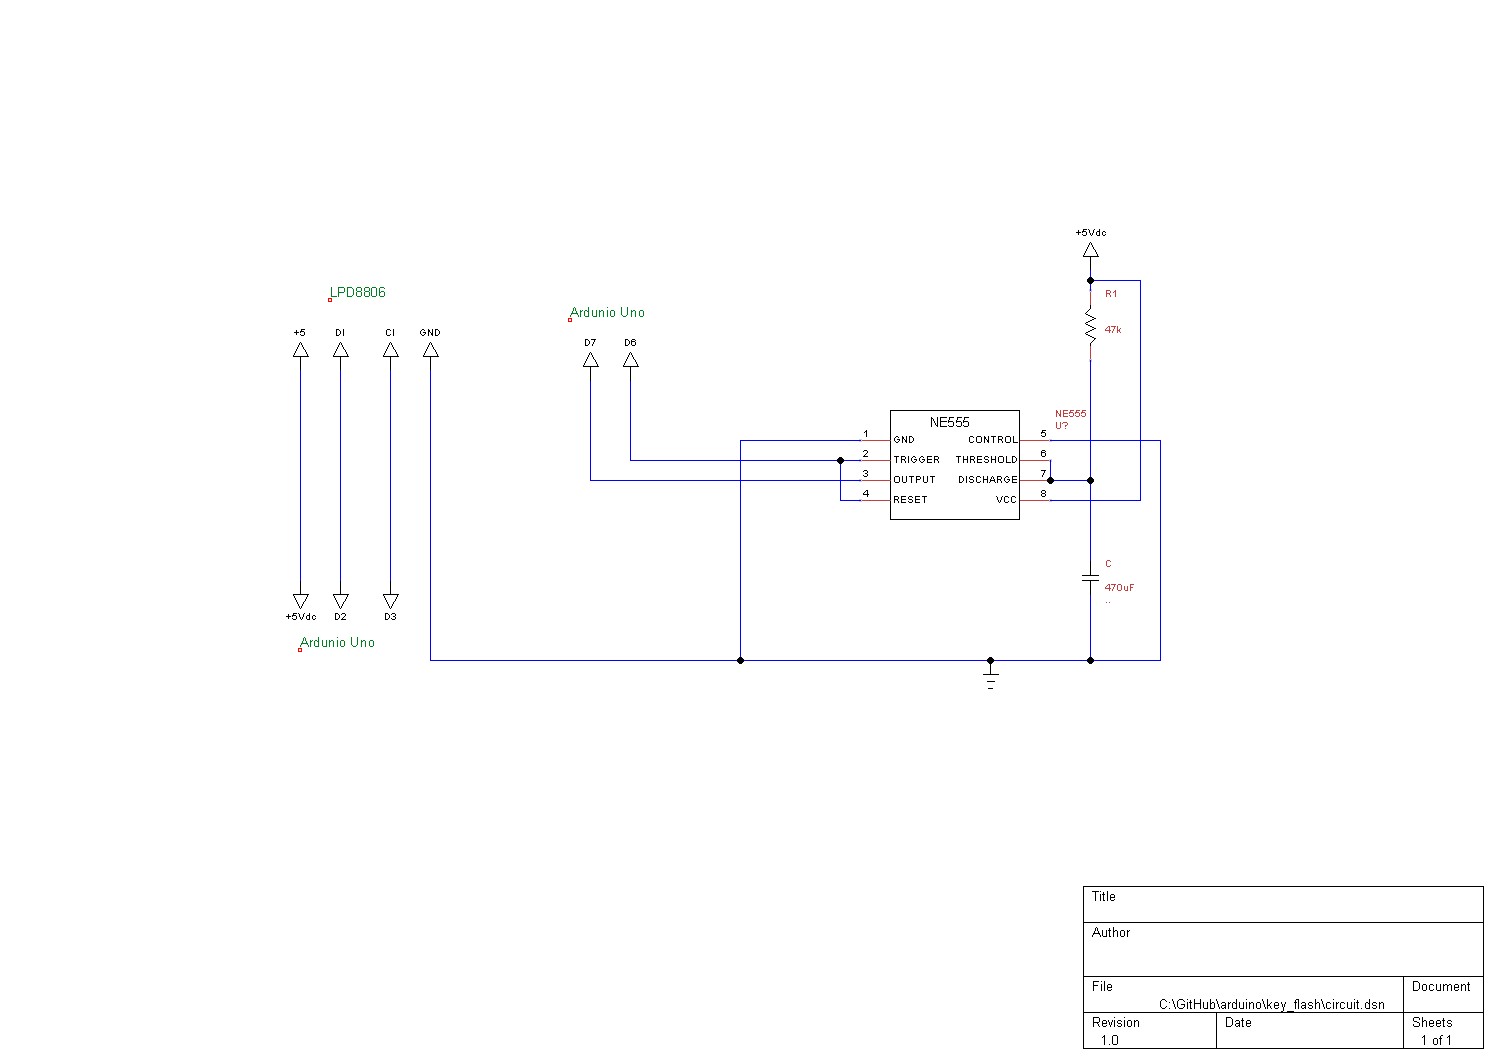 +5Vdc
LPD8806
R1
Ardunio Uno
47k
+5
DI
CI
GND
D7
D6
NE555
U?
NE555
1
GND
CONTROL
5
2
TRIGGER
THRESHOLD
6
3
OUTPUT
DISCHARGE
7
4
RESET
VCC
8
C
470uF
..
+5Vdc
D2
D3
Ardunio Uno
Title
Author
File
Document
C:\GitHub\arduino\key_flash\circuit.dsn
Revision
Date
Sheets
1.0
1 of 1